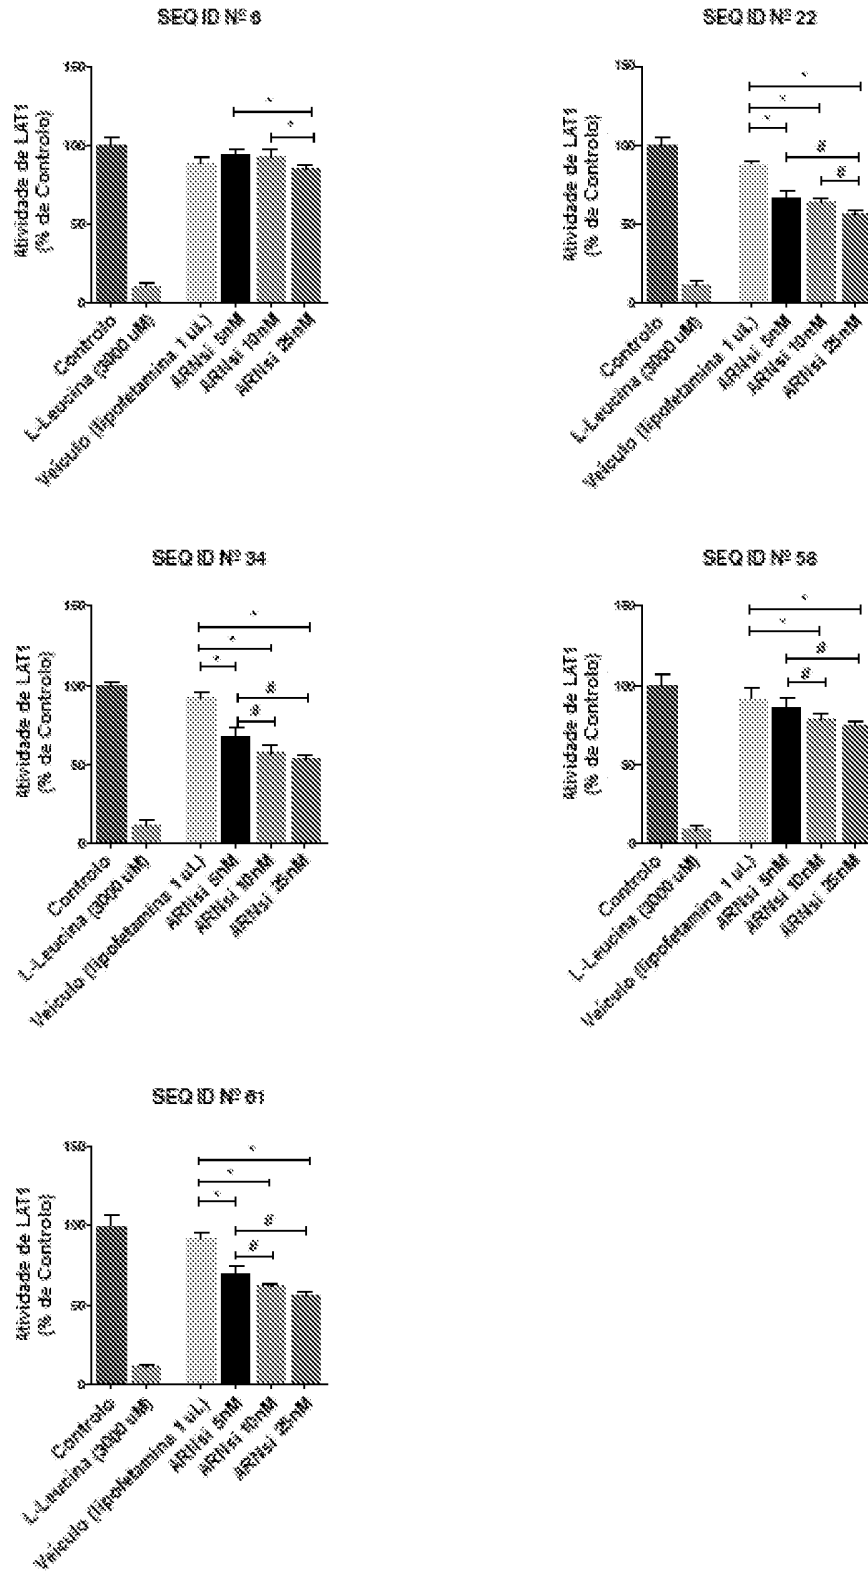 SEQ ID Nº 6
Atividade de LAT1
(% de Controlo)
150
100
50
0
*
*
Controlo
L-Leucina (3000 uM)
Veículo (lipofetamina 1 uL)
ARNsi 5nM
ARNsi 10nM
ARNsi 25nM
SEQ ID Nº 22
Atividade de LAT1
(% de Controlo)
150
100
50
0
*
*
*
#
#
Controlo
L-Leucina (3000 uM)
Veículo (lipofetamina 1 uL)
ARNsi 5nM
ARNsi 10nM
ARNsi 25nM
SEQ ID Nº 34
Atividade de LAT1
(% de Controlo)
150
100
50
0
*
*
*
#
#
Controlo
L-Leucina (3000 uM)
Veículo (lipofetamina 1 uL)
ARNsi 5nM
ARNsi 10nM
ARNsi 25nM
SEQ ID Nº 58
Atividade de LAT1
(% de Controlo)
150
100
50
0
*
*
#
#
Controlo
L-Leucina (3000 uM)
Veículo (lipofetamina 1 uL)
ARNsi 5nM
ARNsi 10nM
ARNsi 25nM
SEQ ID Nº 61
Atividade de LAT1
(% de Controlo)
150
100
50
0
*
*
*
#
#
Controlo
L-Leucina (3000 uM)
Veículo (lipofetamina 1 uL)
ARNsi 5nM
ARNsi 10nM
ARNsi 25nM